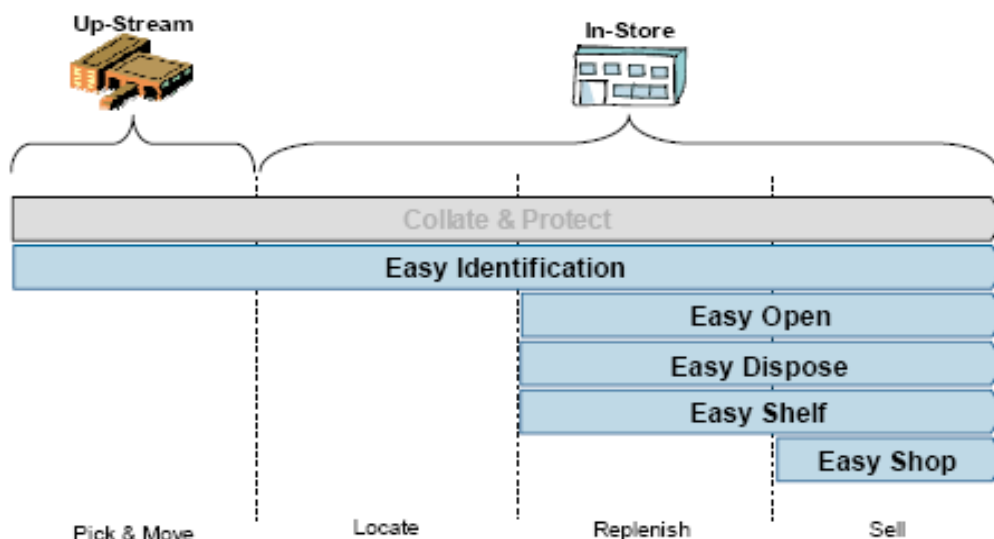 Up-Stream
In-Store
Collate & Protect
Easy Identification
Easy Open
Easy Dispose
Easy Shelf
Easy Shop
Pick & Move
Locate
Replenish
Sell